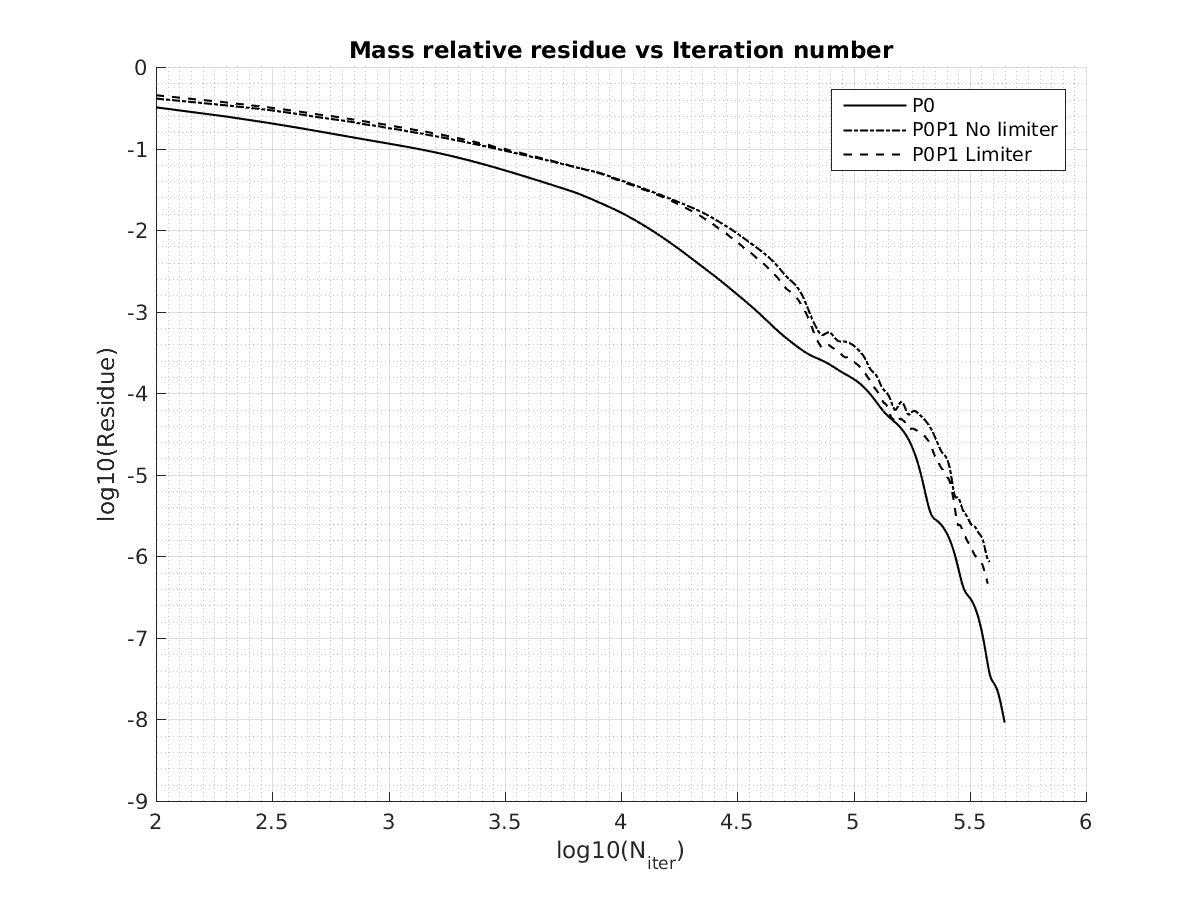 Mass relative residue vs Iteration number
P0
P0P1 No limiter
P0P1 Limiter
log10(Residue)
0
-1
-2
-3
-4
-5
-6
-7
-8
-9
2 2.5 3 3.5 4 4.5 5 5.5 6
log10(N_iter)